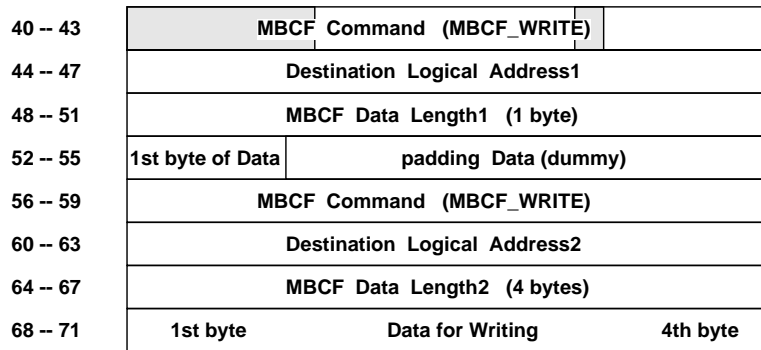 40 -- 43 MBCF Command (MBCF_WRITE)
44 -- 47 Destination Logical Address1
48 -- 51 MBCF Data Length1 (1 byte)
52 -- 55 1st byte of Data padding Data (dummy)
56 -- 59 MBCF Command (MBCF_WRITE)
60 -- 63 Destination Logical Address2
64 -- 67 MBCF Data Length2 (4 bytes)
68 -- 71 1st byte Data for Writing 4th byte